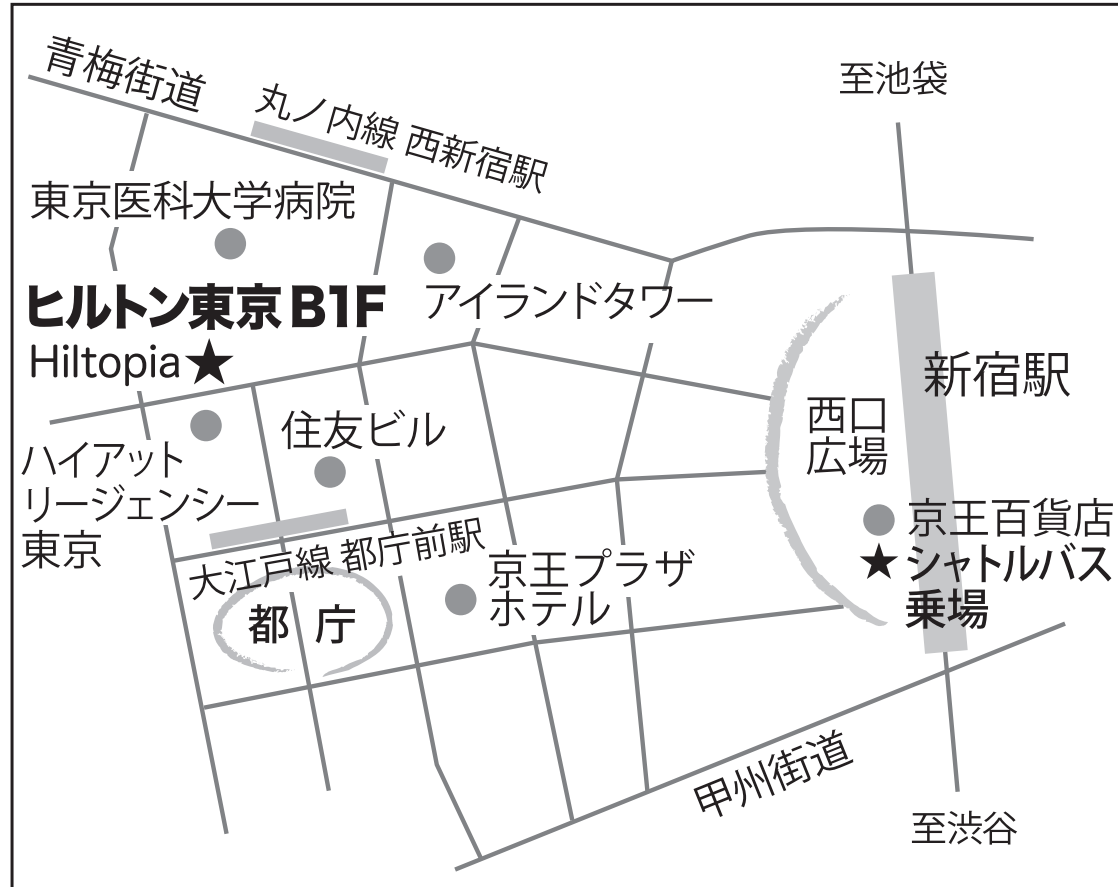 青梅街道
丸ノ内線 西新宿駅
至池袋
東京医科大学病院
ヒルトン東京 B1F
Hiltopia★
アイランドタワー
新宿駅
西口
広場
住友ビル
ハイアット
リージェンシー
東京
大江戸線 都庁前駅
都 庁
京王プラザ
ホテル
京王百貨店
★シャトルバス
乗場
甲州街道
至渋谷